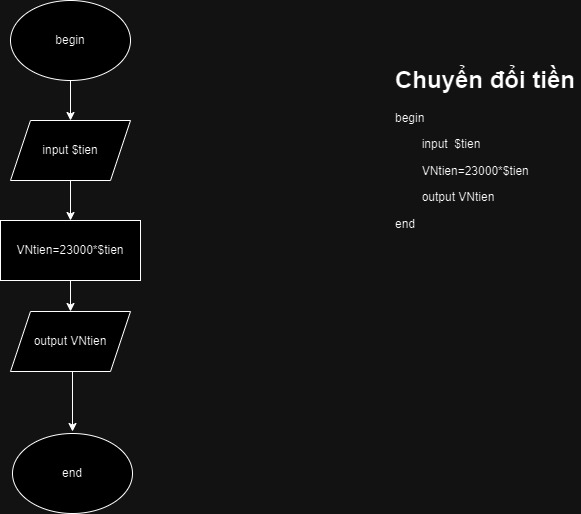 begin
input $tien
VNtien=23000*$tien
output VNtien
end
Chuyển đổi tiền
begin
input $tien
VNtien=23000*$tien
output VNtien
end